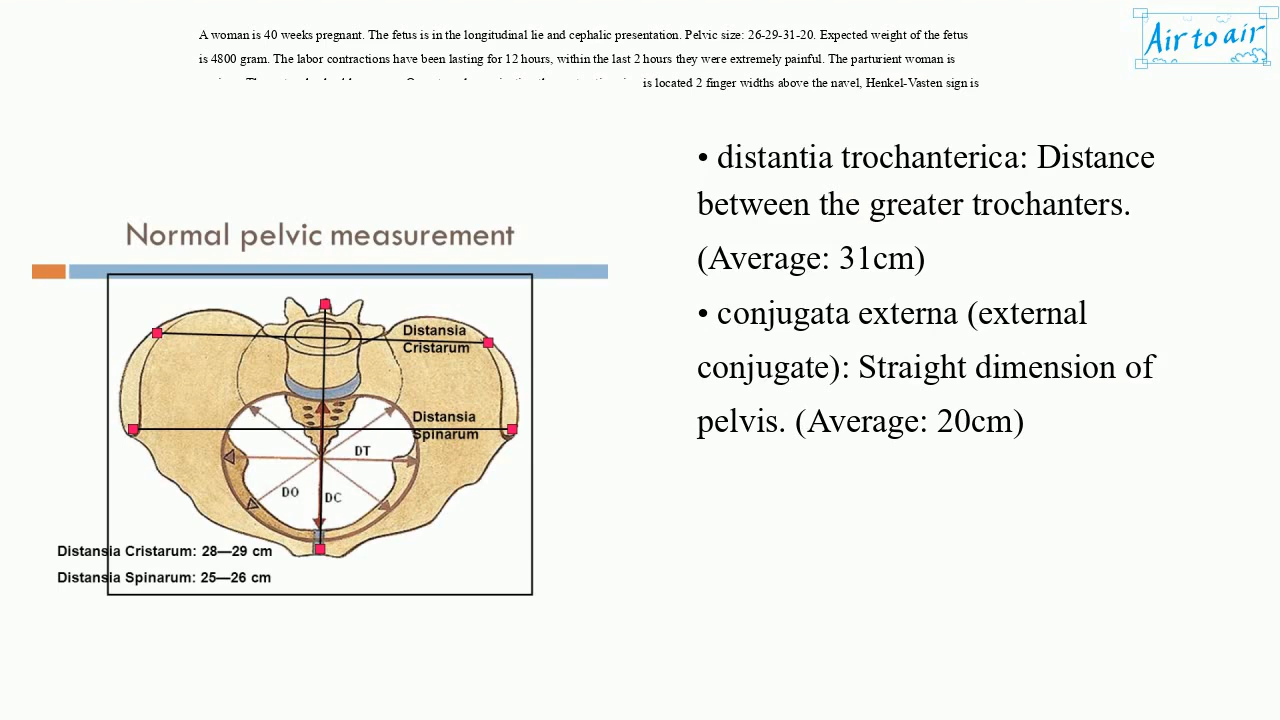 A woman is 40 weeks pregnant. The fetus is in the longitudinal lie and cephalic presentation. Pelvic size: 26-29-31-20. Expected weight of the fetus
is 4800 gram. The labor contractions have been lasting for 12 hours, within the last 2 hours they were extremely painful. The parturient woman is
is located 2 finger widths above the navel, Henkel-Vasten sign is
Air to air
Normal pelvic measurement
Distansia
Cristarum
Distansia
Spinarum
DT
DO
DC
Distansia Cristarum: 28—29 cm
Distansia Spinarum: 25—26 cm
• distantia trochanterica: Distance
between the greater trochanters.
(Average: 31cm)
• conjugata externa (external
conjugate): Straight dimension of
pelvis. (Average: 20cm)